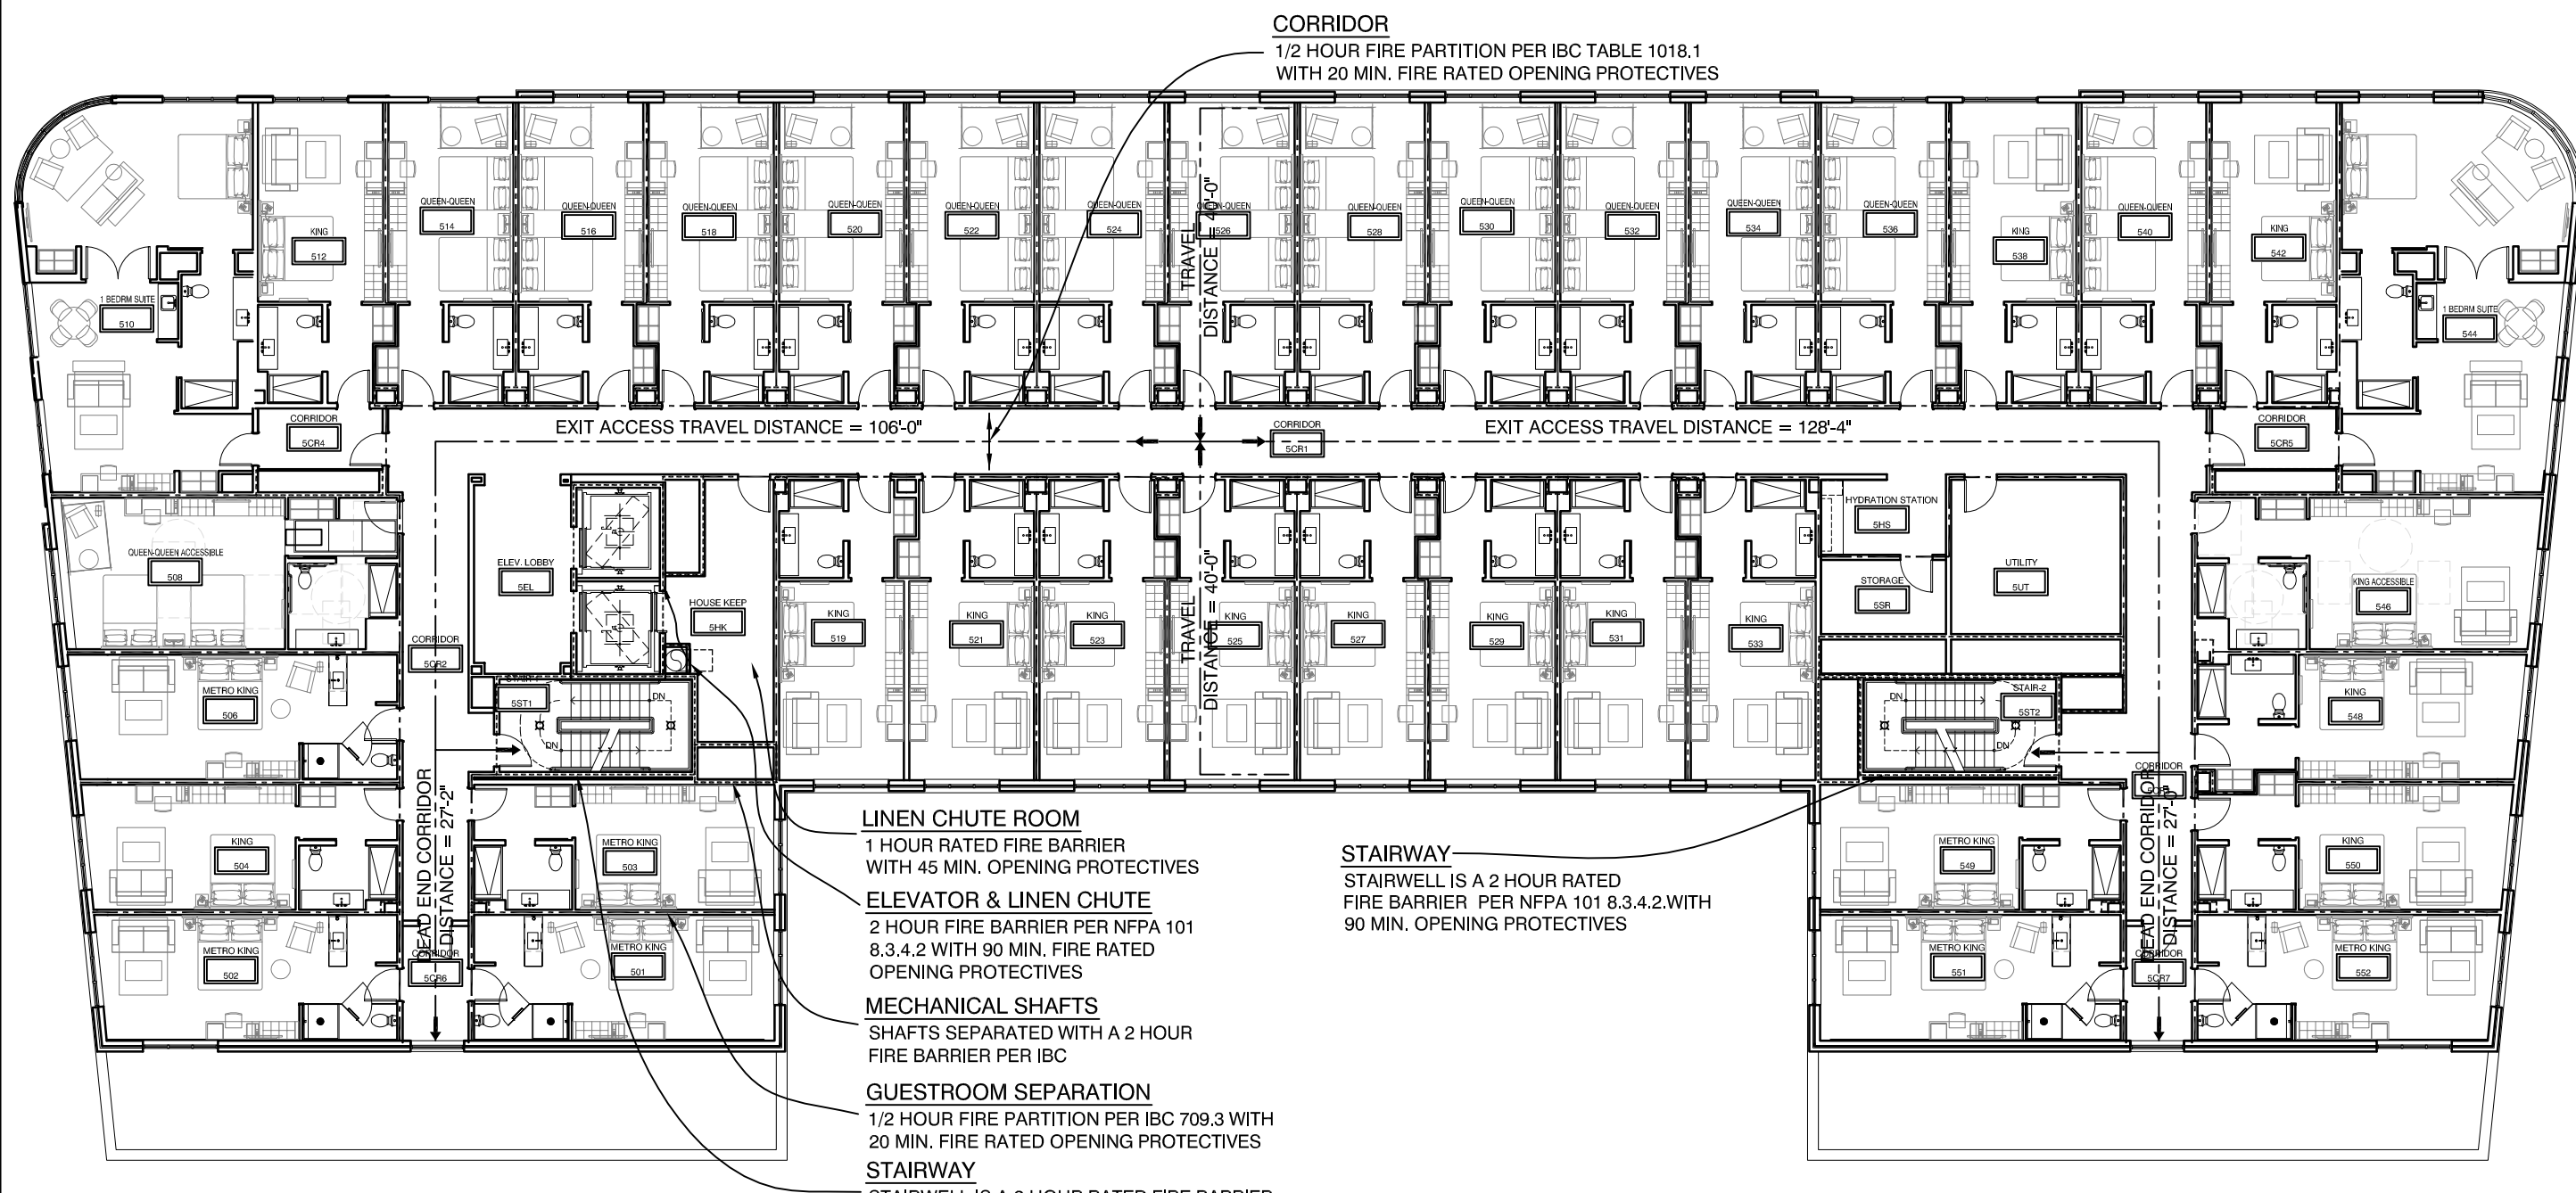 CORRIDOR
1/2 HOUR FIRE PARTITION PER IBC TABLE 1018.1
WITH 20 MIN. FIRE RATED OPENING PROTECTIVES
1 BEDRM SUITE
510
KING
512
QUEEN-QUEEN
514
QUEEN-QUEEN
516
QUEEN-QUEEN
518
QUEEN-QUEEN
520
QUEEN-QUEEN
522
QUEEN-QUEEN
524
QUEEN-QUEEN
526
TRAVEL
DISTANCE = 40'-0"
QUEEN-QUEEN
528
QUEEN-QUEEN
530
QUEEN-QUEEN
532
QUEEN-QUEEN
534
QUEEN-QUEEN
536
KING
538
QUEEN-QUEEN
540
KING
542
1 BEDRM SUITE
544
CORRIDOR
5CR4
EXIT ACCESS TRAVEL DISTANCE = 106'-0"
CORRIDOR
5CR1
EXIT ACCESS TRAVEL DISTANCE = 128'-4"
CORRIDOR
5CR5
QUEEN-QUEEN ACCESSIBLE
508
ELEV. LOBBY
5EL
HOUSE KEEP
5HK
KING
519
KING
521
KING
523
TRAVEL
DISTANCE = 40'-0"
KING
525
KING
527
KING
529
KING
531
KING
533
HYDRATION STATION
5HS
STORAGE
5SR
UTILITY
5UT
KING ACCESSIBLE
546
CORRIDOR
5CR2
METRO KING
506
5ST1
DN
DN
STAIR-2
5ST2
DN
DN
KING
548
CORRIDOR
DEAD END CORRIDOR
DISTANCE = 27'-2"
KING
504
METRO KING
503
METRO KING
502
CORRIDOR
5CR6
METRO KING
501
METRO KING
549
DEAD END CORRIDOR
KING
550
METRO KING
551
CORRIDOR
5CR7
METRO KING
552
LINEN CHUTE ROOM
1 HOUR RATED FIRE BARRIER
WITH 45 MIN. OPENING PROTECTIVES
ELEVATOR & LINEN CHUTE
2 HOUR FIRE BARRIER PER NFPA 101
8.3.4.2 WITH 90 MIN. FIRE RATED
OPENING PROTECTIVES
MECHANICAL SHAFTS
SHAFTS SEPARATED WITH A 2 HOUR
FIRE BARRIER PER IBC
GUESTROOM SEPARATION
1/2 HOUR FIRE PARTITION PER IBC 709.3 WITH
20 MIN. FIRE RATED OPENING PROTECTIVES
STAIRWAY
STAIRWELL IS A 2 HOUR RATED FIRE BARRIER
STAIRWAY
STAIRWELL IS A 2 HOUR RATED
FIRE BARRIER PER NFPA 101 8.3.4.2.WITH
90 MIN. OPENING PROTECTIVES